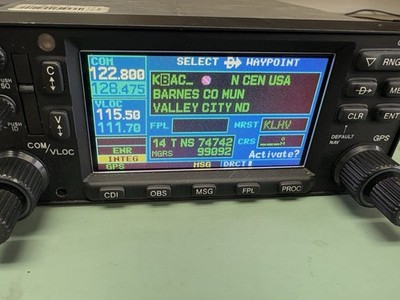 COM
122.800
128.475
VLOC
115.50
111.70
ENR
INTEG
GPS
SELECT D WAYPOINT
KBAC_ N CEN USA
BARNES CO MUN
VALLEY CITY ND
FPL NRST KLHV
14 T NS 74742 CRS
MGRS 99092 Activate?
MSG DRCT
CDI OBS MSG FPL PROC
C
V
PUSH
COM/VLOC
PUSH
RNG
D
CLR ENT
DEFAULT NAV
GPS